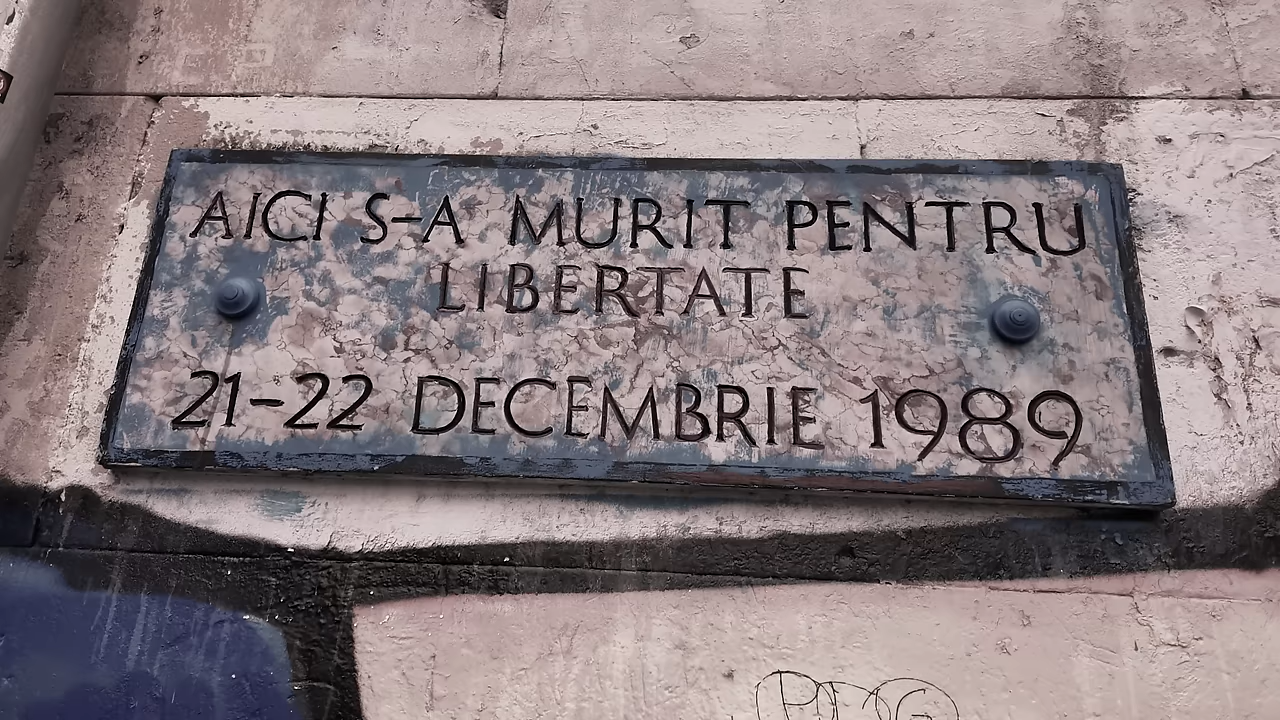 AICI S-A MURIT PENTRU
LIBERTATE
21-22 DECEMBRIE 1989